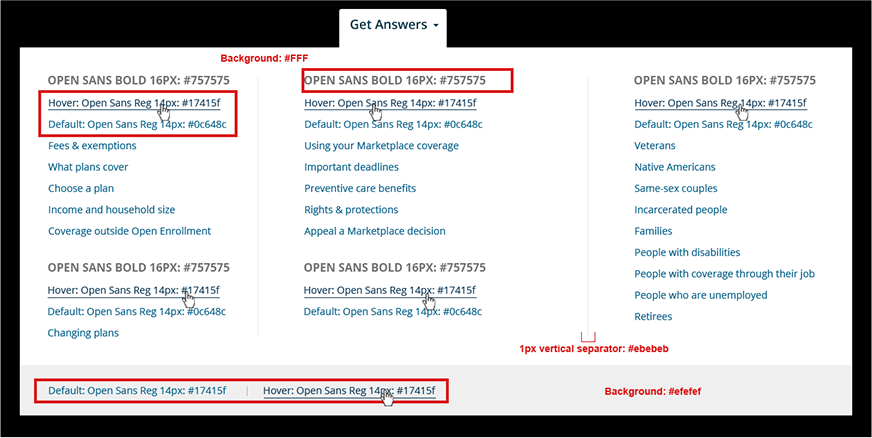 Get Answers
Background: #FFF
OPEN SANS BOLD 16PX: #757575
Hover: Open Sans Reg 14px: #17415f
Default: Open Sans Reg 14px: #0c648c
Fees & exemptions
What plans cover
Choose a plan
Income and household size
Coverage outside Open Enrollment
OPEN SANS BOLD 16PX: #757575
Hover: Open Sans Reg 14px: #17415f
Default: Open Sans Reg 14px: #0c648c
Changing plans
OPEN SANS BOLD 16PX: #757575
Hover: Open Sans Reg 14px: #17415f
Default: Open Sans Reg 14px: #0c648c
Using your Marketplace coverage
Important deadlines
Preventive care benefits
Rights & protections
Appeal a Marketplace decision
OPEN SANS BOLD 16PX: #757575
Hover: Open Sans Reg 14px: #17415f
Default: Open Sans Reg 14px: #0c648c
OPEN SANS BOLD 16PX: #757575
Hover: Open Sans Reg 14px: #17415f
Default: Open Sans Reg 14px: #0c648c
Veterans
Native Americans
Same-sex couples
Incarcerated people
Families
People with disabilities
People with coverage through their job
People who are unemployed
Retirees
1px vertical separator: #ebebeb
Default: Open Sans Reg 14px: #17415f | Hover: Open Sans Reg 14px: #17415f
Background: #efefef